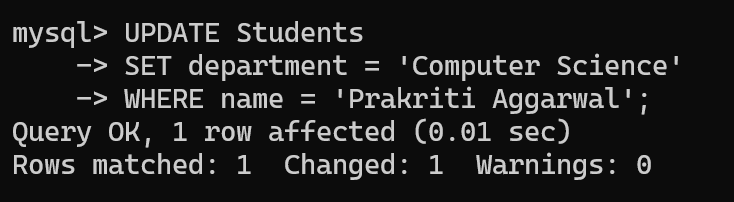 mysql> UPDATE Students
    -> SET department = 'Computer Science'
    -> WHERE name = 'Prakriti Aggarwal';
Query OK, 1 row affected (0.01 sec)
Rows matched: 1  Changed: 1  Warnings: 0